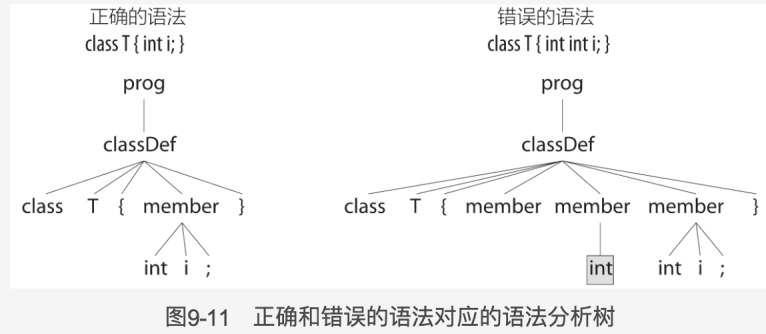 正确的语法
class T { int i; }
prog
classDef
class T { member }
int i ;
错误的语法
class T { int int i; }
prog
classDef
class T { member member member }
int int i ;
图9-11 正确和错误的语法对应的语法分析树